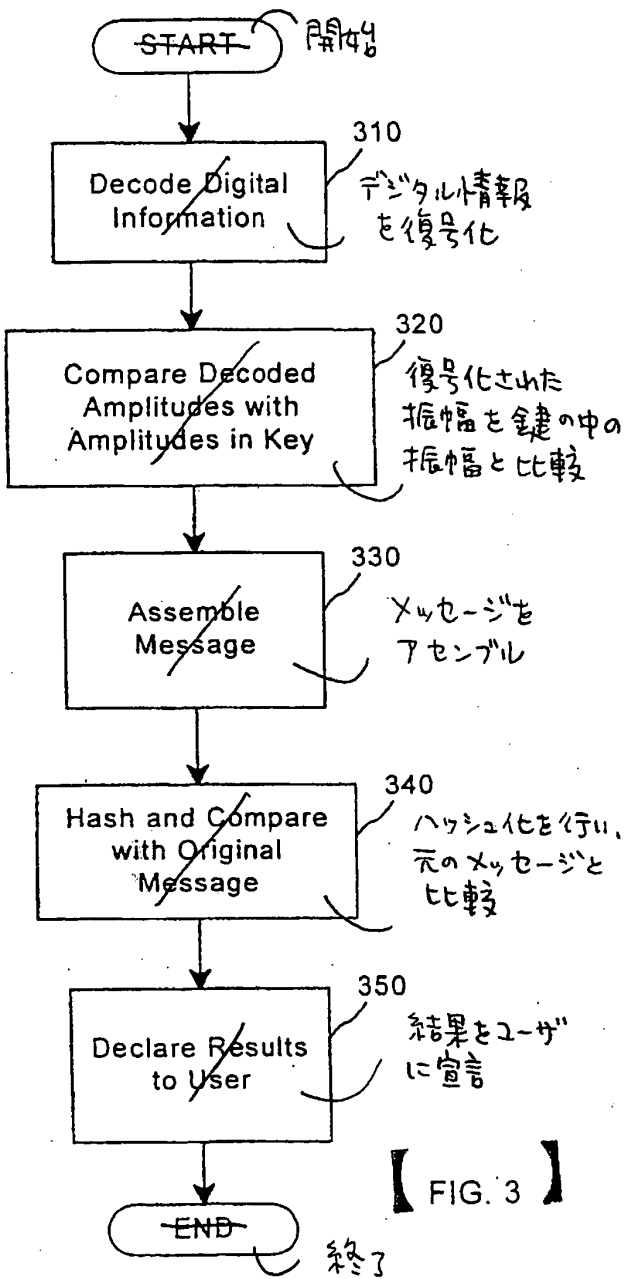 START
開始
310
Decode Digital
Information
デジタル情報
を復号化
320
Compare Decoded
Amplitudes with
Amplitudes in Key
復号化された
振幅を鍵の中の
振幅と比較
330
Assemble
Message
メッセージを
アセンブル
340
Hash and Compare
with Original
Message
ハッシュ化を行い、
元のメッセージと
比較
350
Declare Results
to User
結果をユーザ
に宣言
END
終了
【 FIG. 3 】